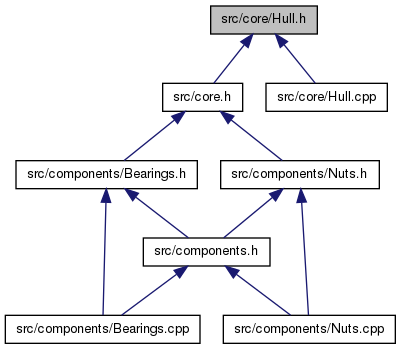 src/core/Hull.h
src/core.h
src/core/Hull.cpp
src/components/Bearings.h
src/components/Nuts.h
src/components.h
src/components/Bearings.cpp
src/components/Nuts.cpp